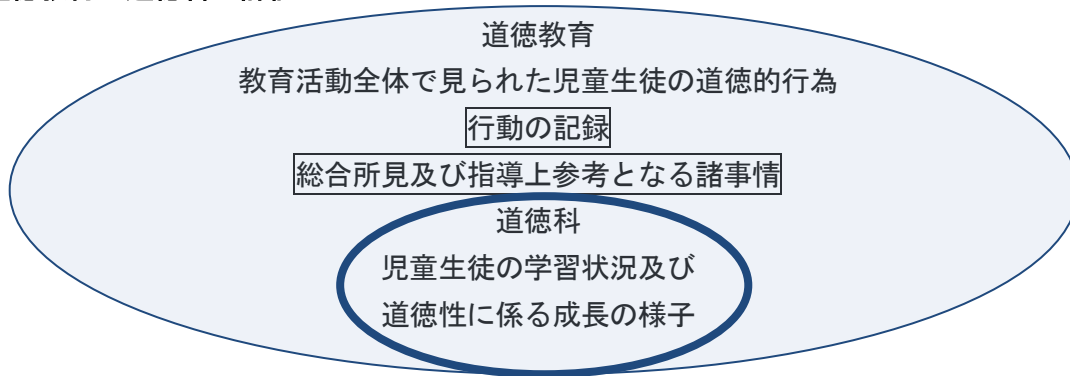 道徳教育
教育活動全体で見られた児童生徒の道徳的行為
行動の記録
総合所見及び指導上参考となる諸事情
道徳科
児童生徒の学習状況及び
道徳性に係る成長の様子